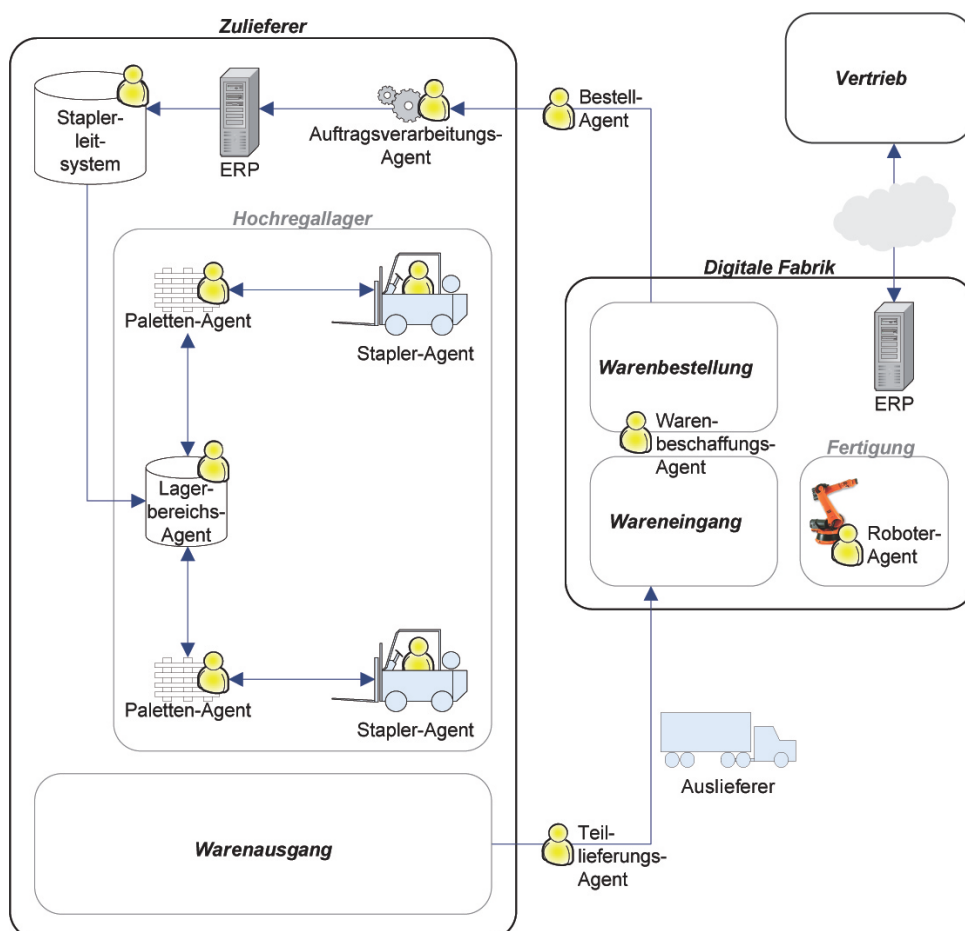 Zulieferer
Stapler-
leit-
system
ERP
Auftragsverarbeitungs-
Agent
Bestell-
Agent
Vertrieb
Hochregallager
Paletten-Agent
Stapler-Agent
Lager-
bereichs-
Agent
Paletten-Agent
Stapler-Agent
Warenausgang
Teil-
lieferungs-
Agent
Auslieferer
Digitale Fabrik
Warenbestellung
ERP
Waren-
beschaffungs-
Agent
Wareneingang
Fertigung
Roboter-
Agent